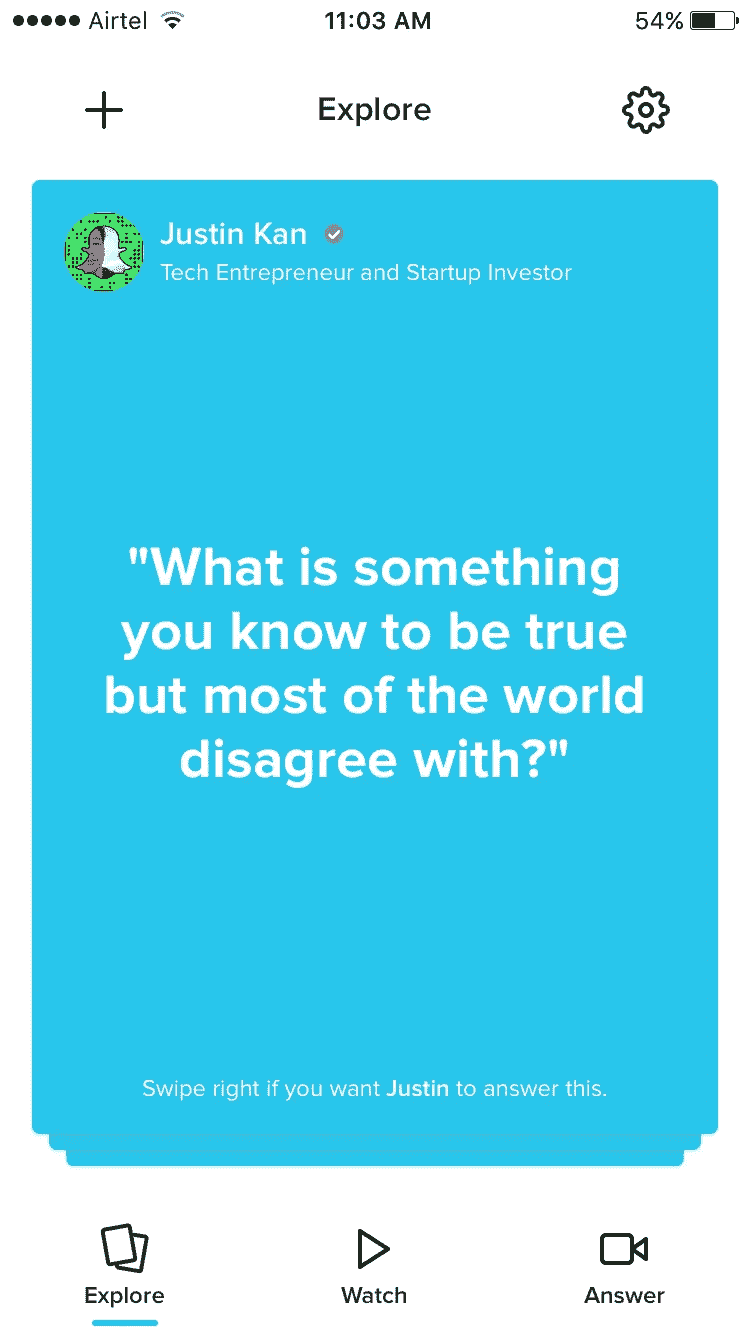 Airtel 11:03 AM 54%
Explore
Justin Kan
Tech Entrepreneur and Startup Investor
"What is something
you know to be true
but most of the world
disagree with?"
Swipe right if you want Justin to answer this.
Explore Watch Answer